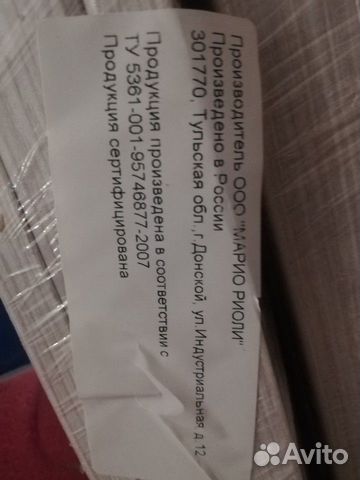 Производитель ООО "МАРИО РИОЛИ"
Произведено в России
301770, Тульская обл.,г.Донской, ул.Индустриальная д.12
Продукция произведена в соответствии с
ТУ 5361-001-95746877-2007
Продукция сертифицирована
Avito